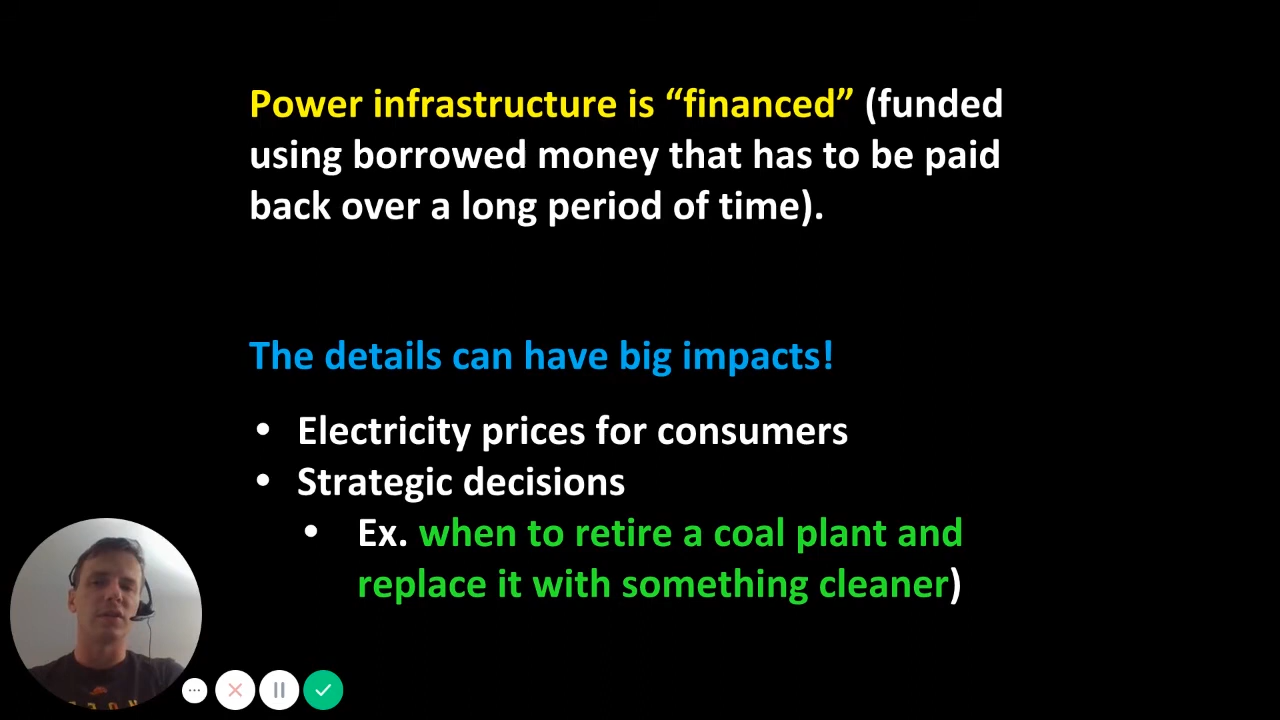 Power infrastructure is “financed” (funded
using borrowed money that has to be paid
back over a long period of time).
The details can have big impacts!
• Electricity prices for consumers
• Strategic decisions
• Ex. when to retire a coal plant and
replace it with something cleaner)